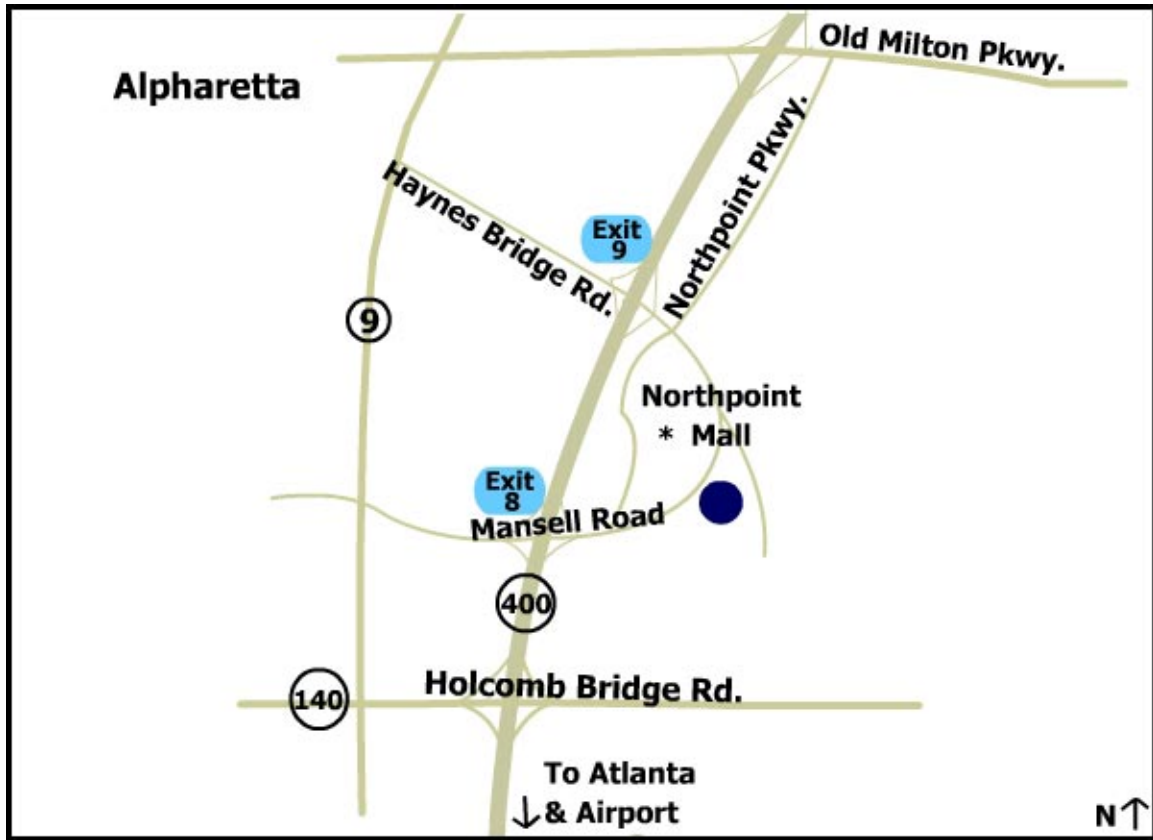 Old Milton Pkwy.
Alpharetta
Northpoint Pkwy.
Haynes Bridge Rd.
Exit
9
9
Northpoint
* Mall
Exit
8
Mansell Road
400
Holcomb Bridge Rd.
140
To Atlanta
↓ & Airport
N↑